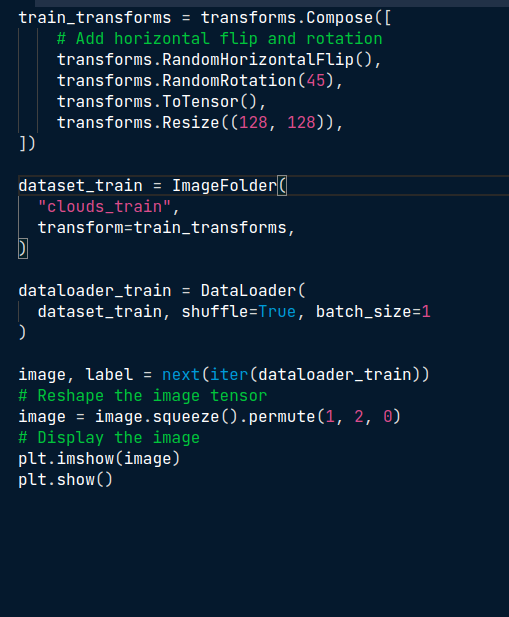 train_transforms = transforms.Compose([
    # Add horizontal flip and rotation
    transforms.RandomHorizontalFlip(),
    transforms.RandomRotation(45),
    transforms.ToTensor(),
    transforms.Resize((128, 128)),
])

dataset_train = ImageFolder(
  "clouds_train",
  transform=train_transforms,
)

dataloader_train = DataLoader(
  dataset_train, shuffle=True, batch_size=1
)

image, label = next(iter(dataloader_train))
# Reshape the image tensor
image = image.squeeze().permute(1, 2, 0)
# Display the image
plt.imshow(image)
plt.show()